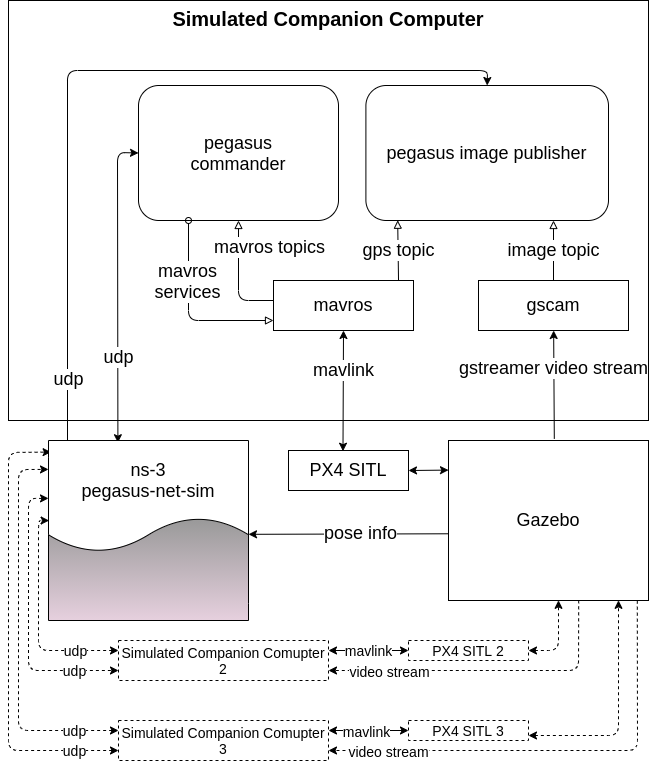 Simulated Companion Computer
pegasus
commander
pegasus image publisher
mavros topics
gps topic
image topic
mavros
services
mavros
gscam
udp
mavlink
gstreamer video stream
udp
ns-3
pegasus-net-sim
PX4 SITL
Gazebo
pose info
udp
Simulated Companion Comupter
2
mavlink
PX4 SITL 2
udp
video stream
udp
Simulated Companion Comupter
3
mavlink
PX4 SITL 3
udp
video stream